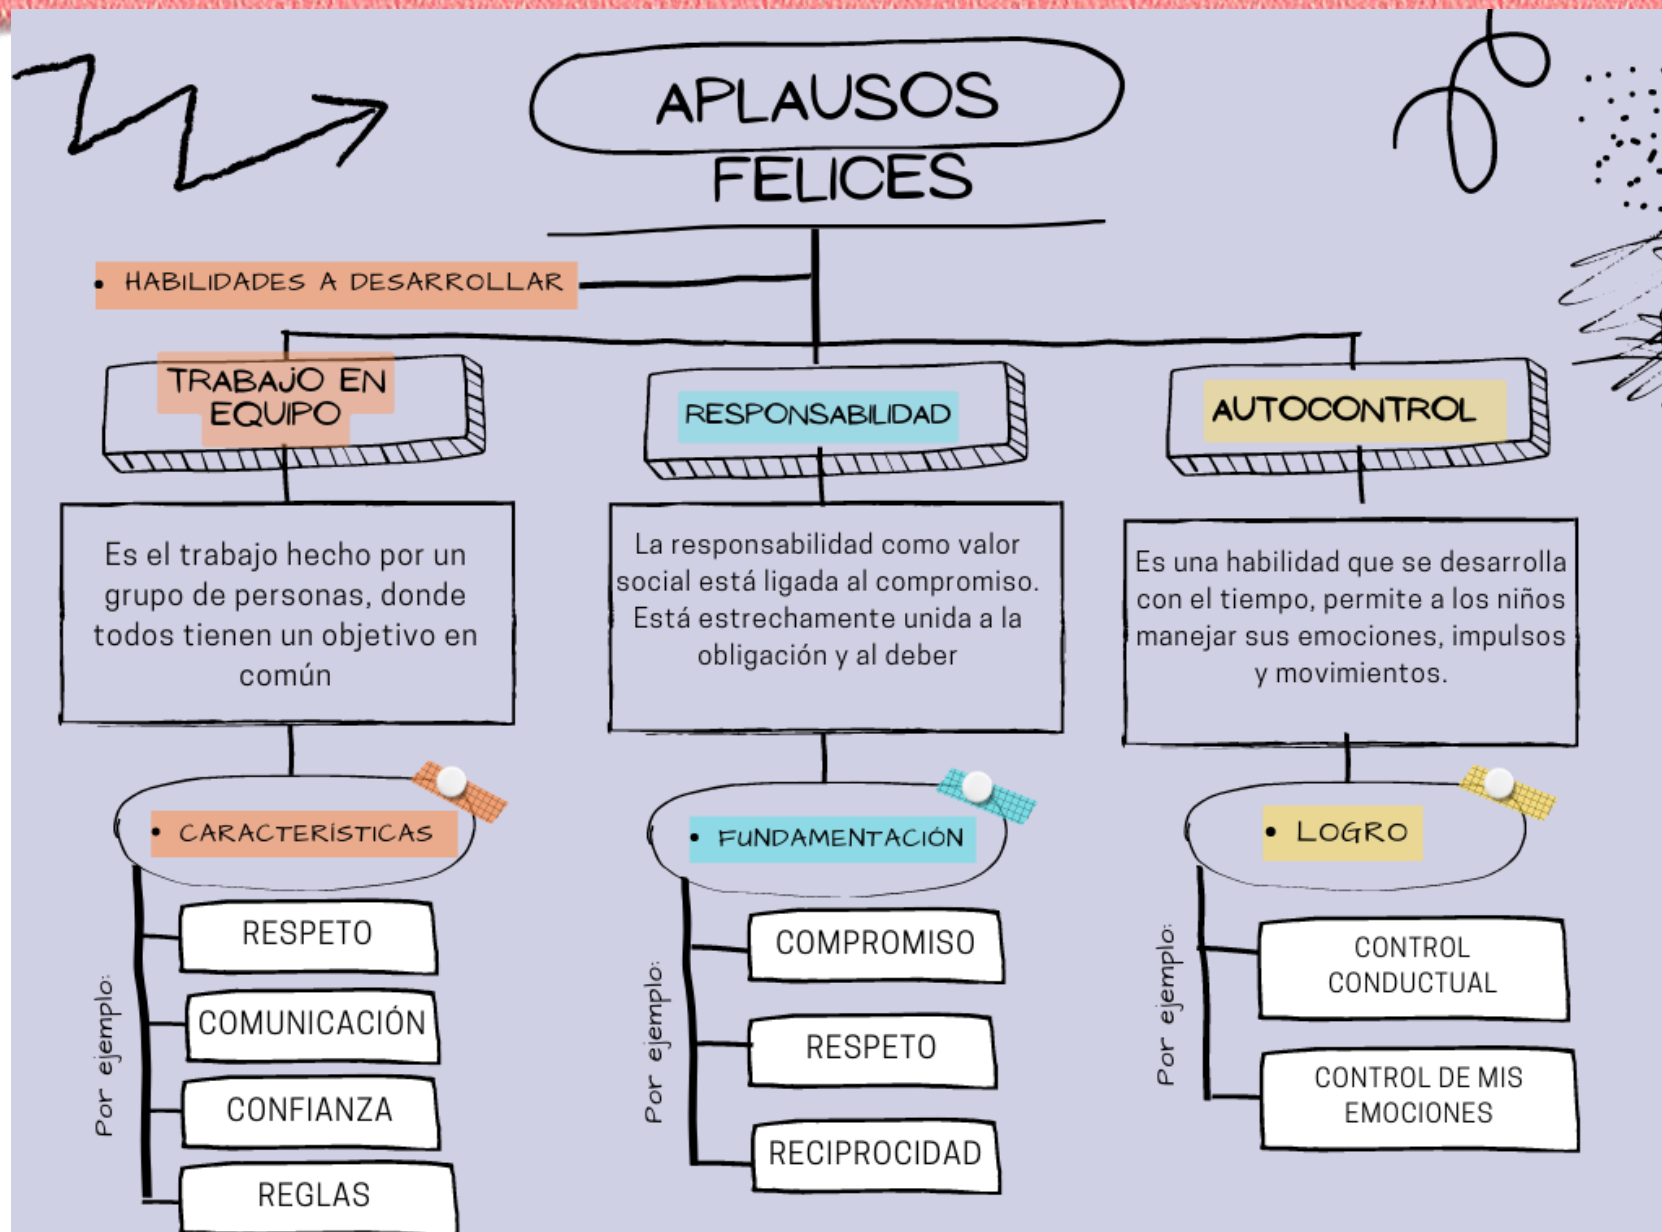 APLAUSOS
FELICES
• HABILIDADES A DESARROLLAR
TRABAJO EN
EQUIPO
Es el trabajo hecho por un
grupo de personas, donde
todos tienen un objetivo en
común
• CARACTERÍSTICAS
Por ejemplo:
RESPETO
COMUNICACIÓN
CONFIANZA
REGLAS
RESPONSABILIDAD
La responsabilidad como valor
social está ligada al compromiso.
Está estrechamente unida a la
obligación y al deber
• FUNDAMENTACIÓN
Por ejemplo:
COMPROMISO
RESPETO
RECIPROCIDAD
AUTOCONTROL
Es una habilidad que se desarrolla
con el tiempo, permite a los niños
manejar sus emociones, impulsos
y movimientos.
• LOGRO
Por ejemplo:
CONTROL
CONDUCTUAL
CONTROL DE MIS
EMOCIONES